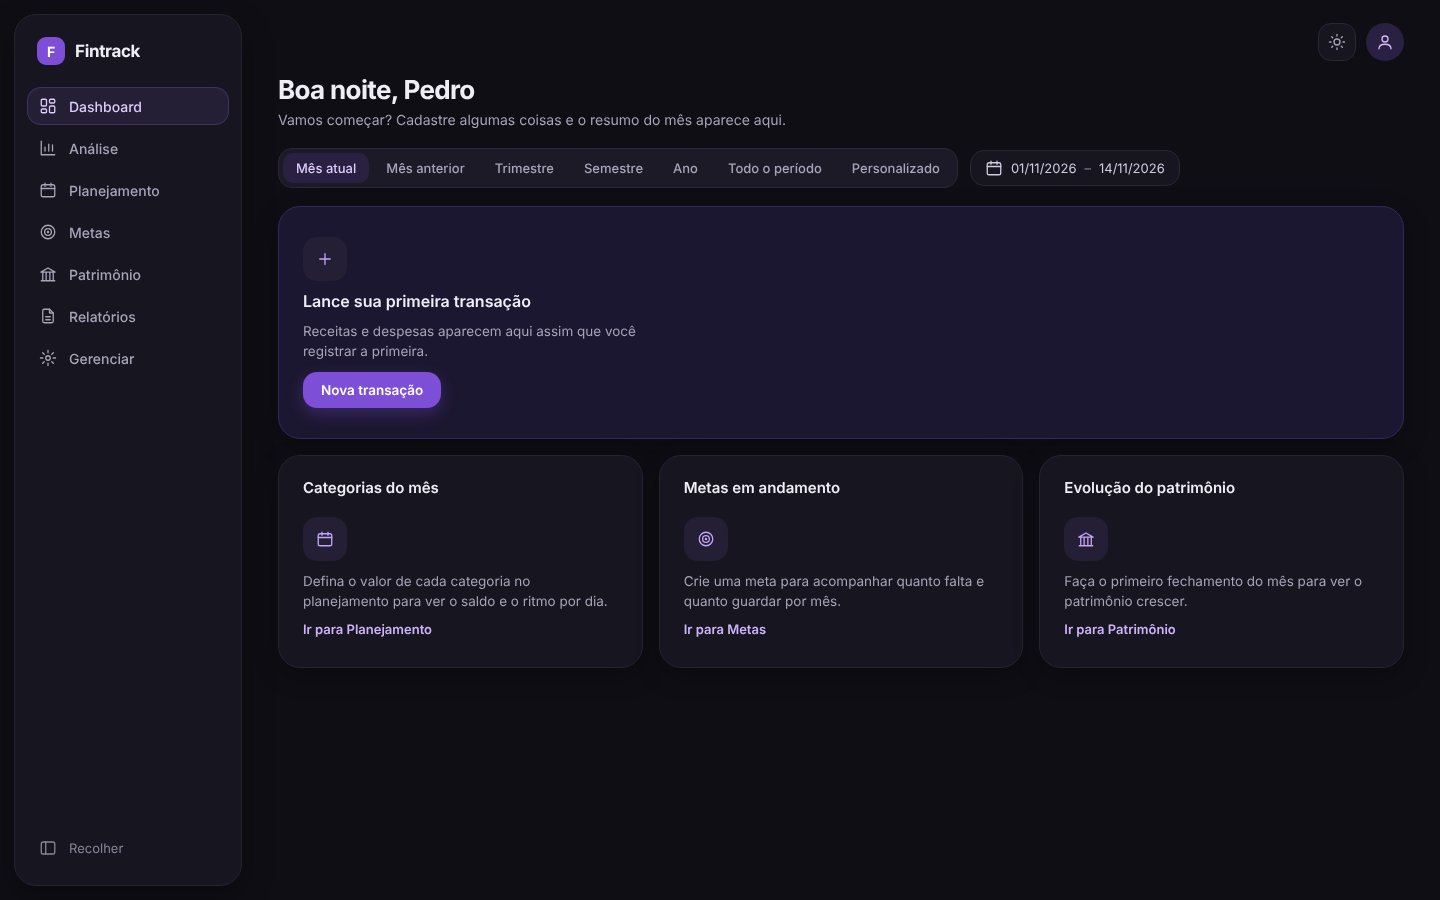 F Fintrack
Dashboard
Análise
Planejamento
Metas
Patrimônio
Relatórios
Gerenciar
Recolher
Boa noite, Pedro
Vamos começar? Cadastre algumas coisas e o resumo do mês aparece aqui.
Mês atual Mês anterior Trimestre Semestre Ano Todo o período Personalizado 01/11/2026 – 14/11/2026
Lance sua primeira transação
Receitas e despesas aparecem aqui assim que você
registrar a primeira.
Nova transação
Categorias do mês
Defina o valor de cada categoria no
planejamento para ver o saldo e o ritmo por dia.
Ir para Planejamento
Metas em andamento
Crie uma meta para acompanhar quanto falta e
quanto guardar por mês.
Ir para Metas
Evolução do patrimônio
Faça o primeiro fechamento do mês para ver o
patrimônio crescer.
Ir para Patrimônio